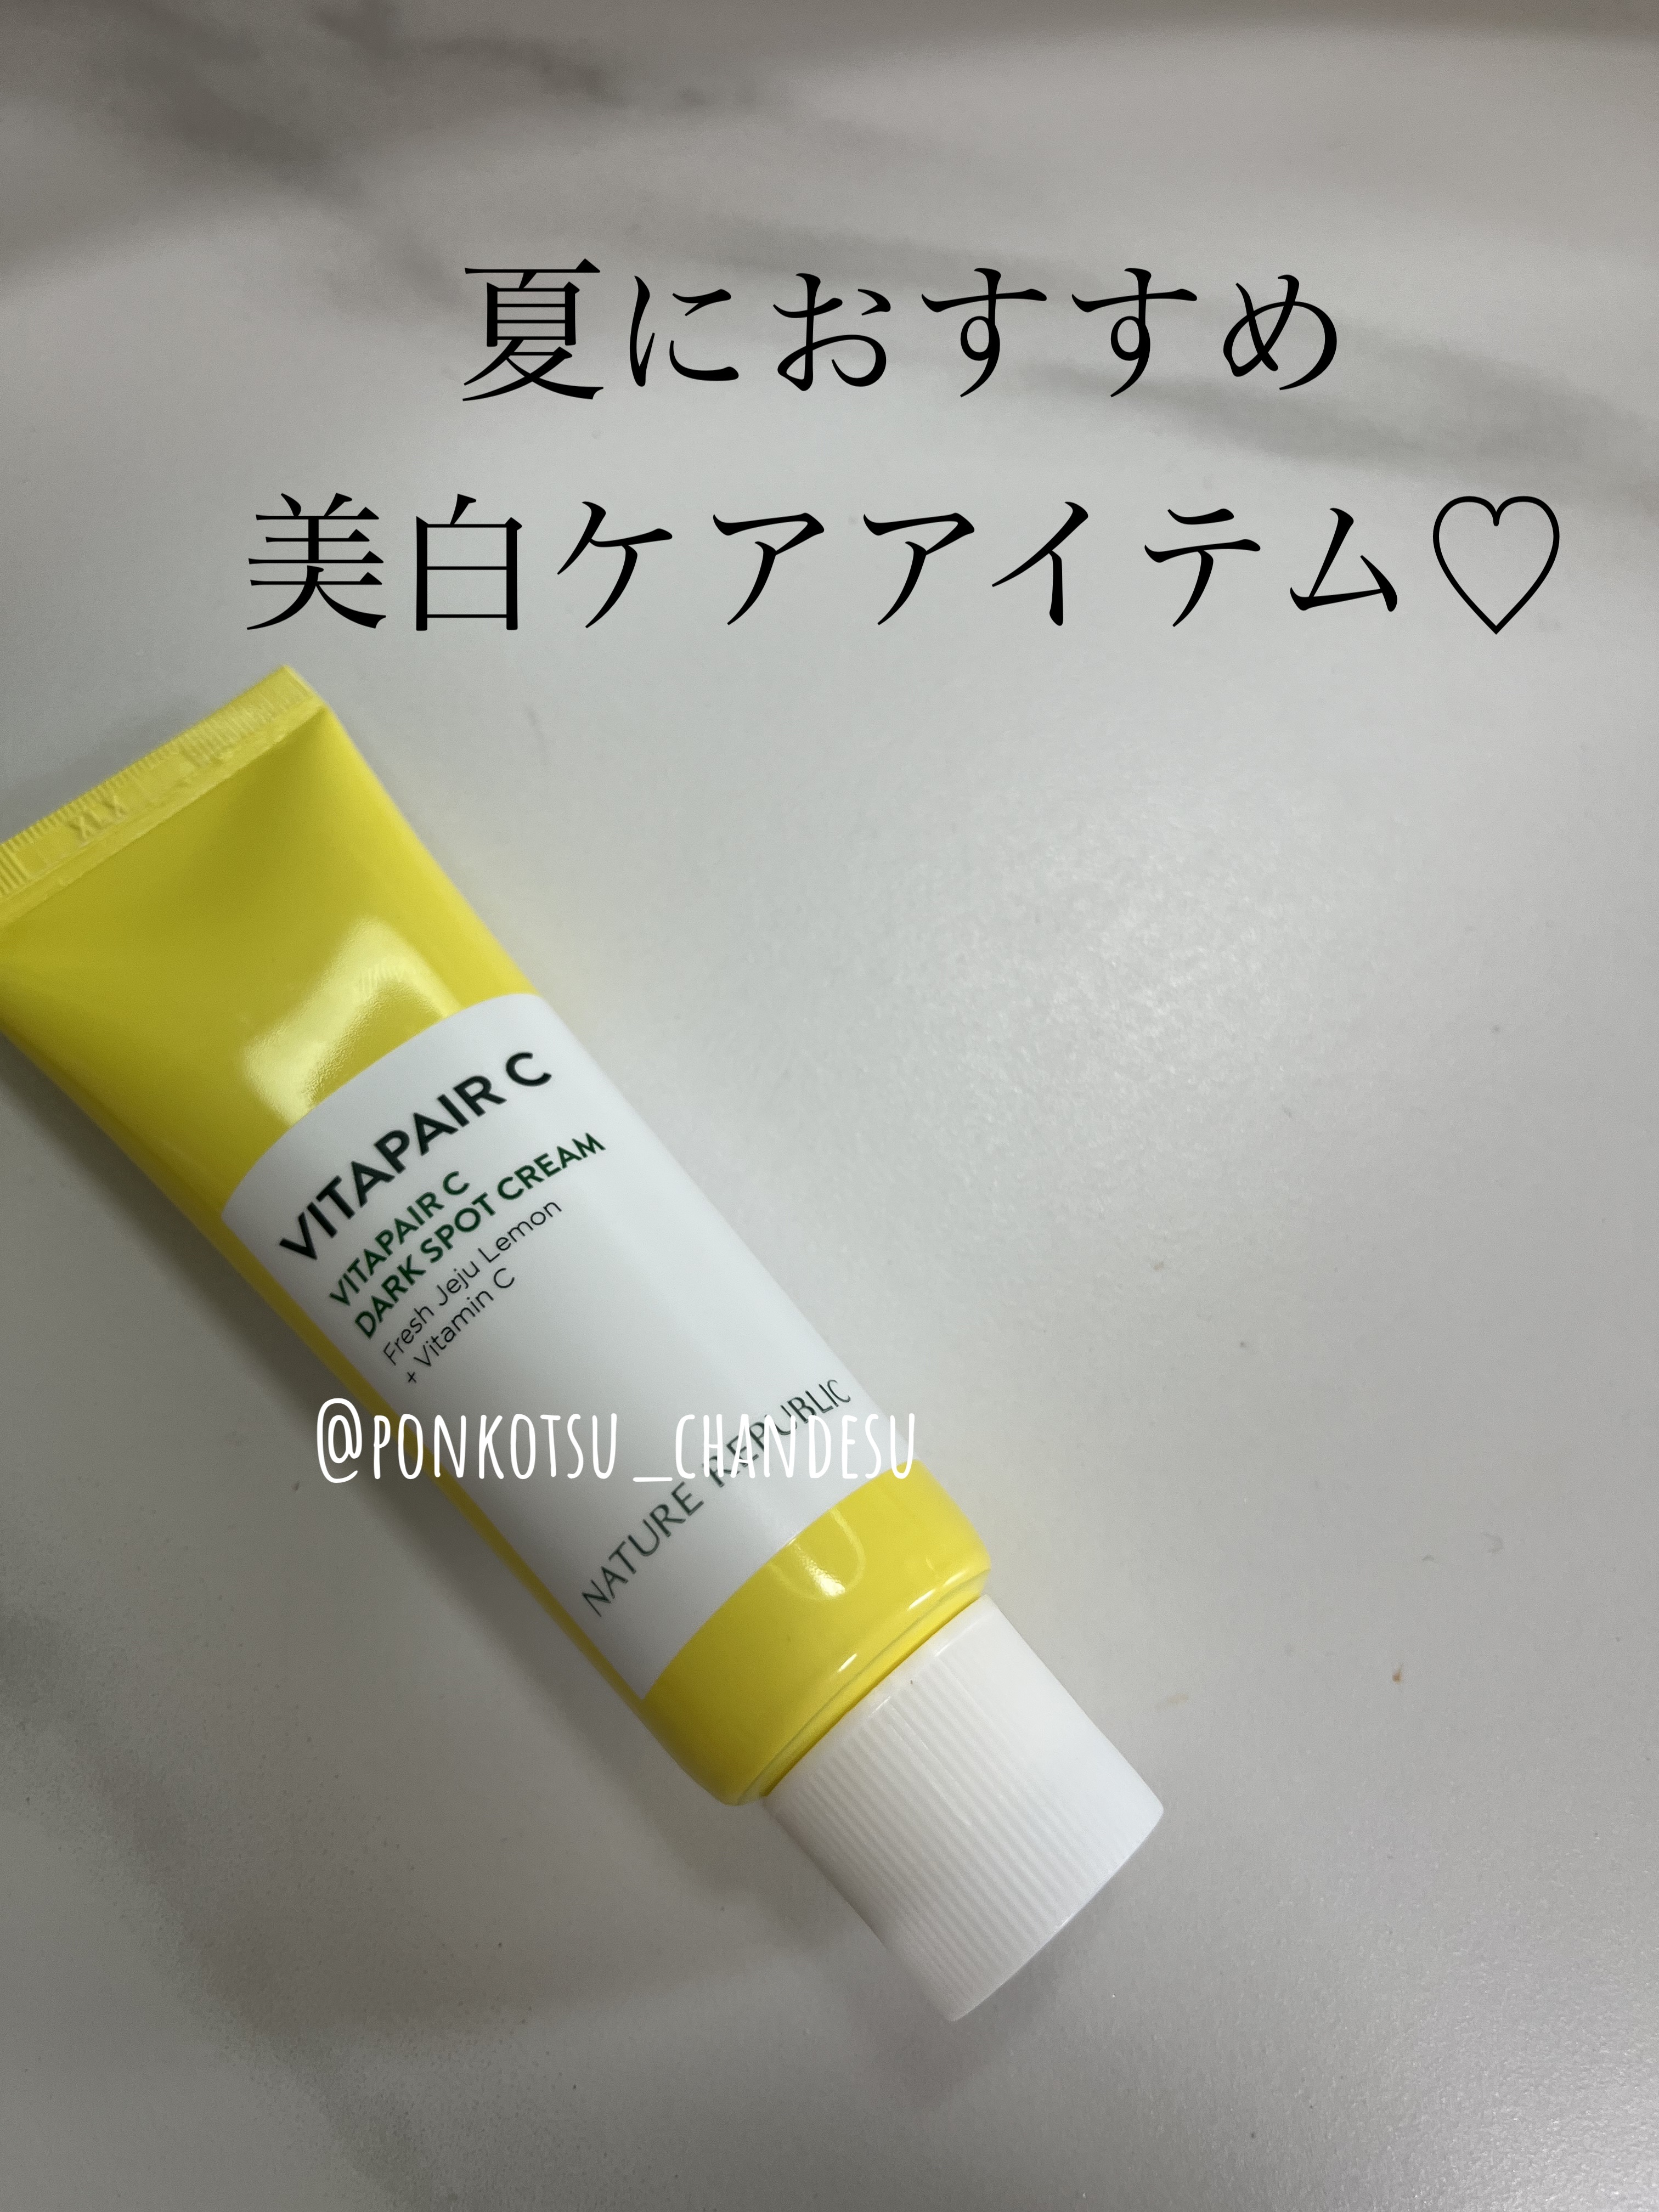 夏におすすめ
美白ケアアイテム♡
VITAPAIR C
VITAPAIR C
DARK SPOT CREAM
Fresh Jeju Lemon
+ Vitamin C
@PONKOTSU_CHANDESU
NATURE REPUBLIC